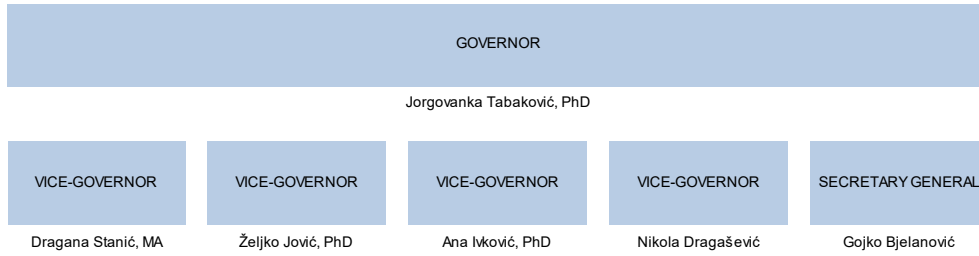 GOVERNOR
Jorgovanka Tabaković, PhD
VICE-GOVERNOR
VICE-GOVERNOR
VICE-GOVERNOR
VICE-GOVERNOR
SECRETARY GENERAL
Dragana Stanić, MA
Željko Jović, PhD
Ana Ivković, PhD
Nikola Dragašević
Gojko Bjelanović